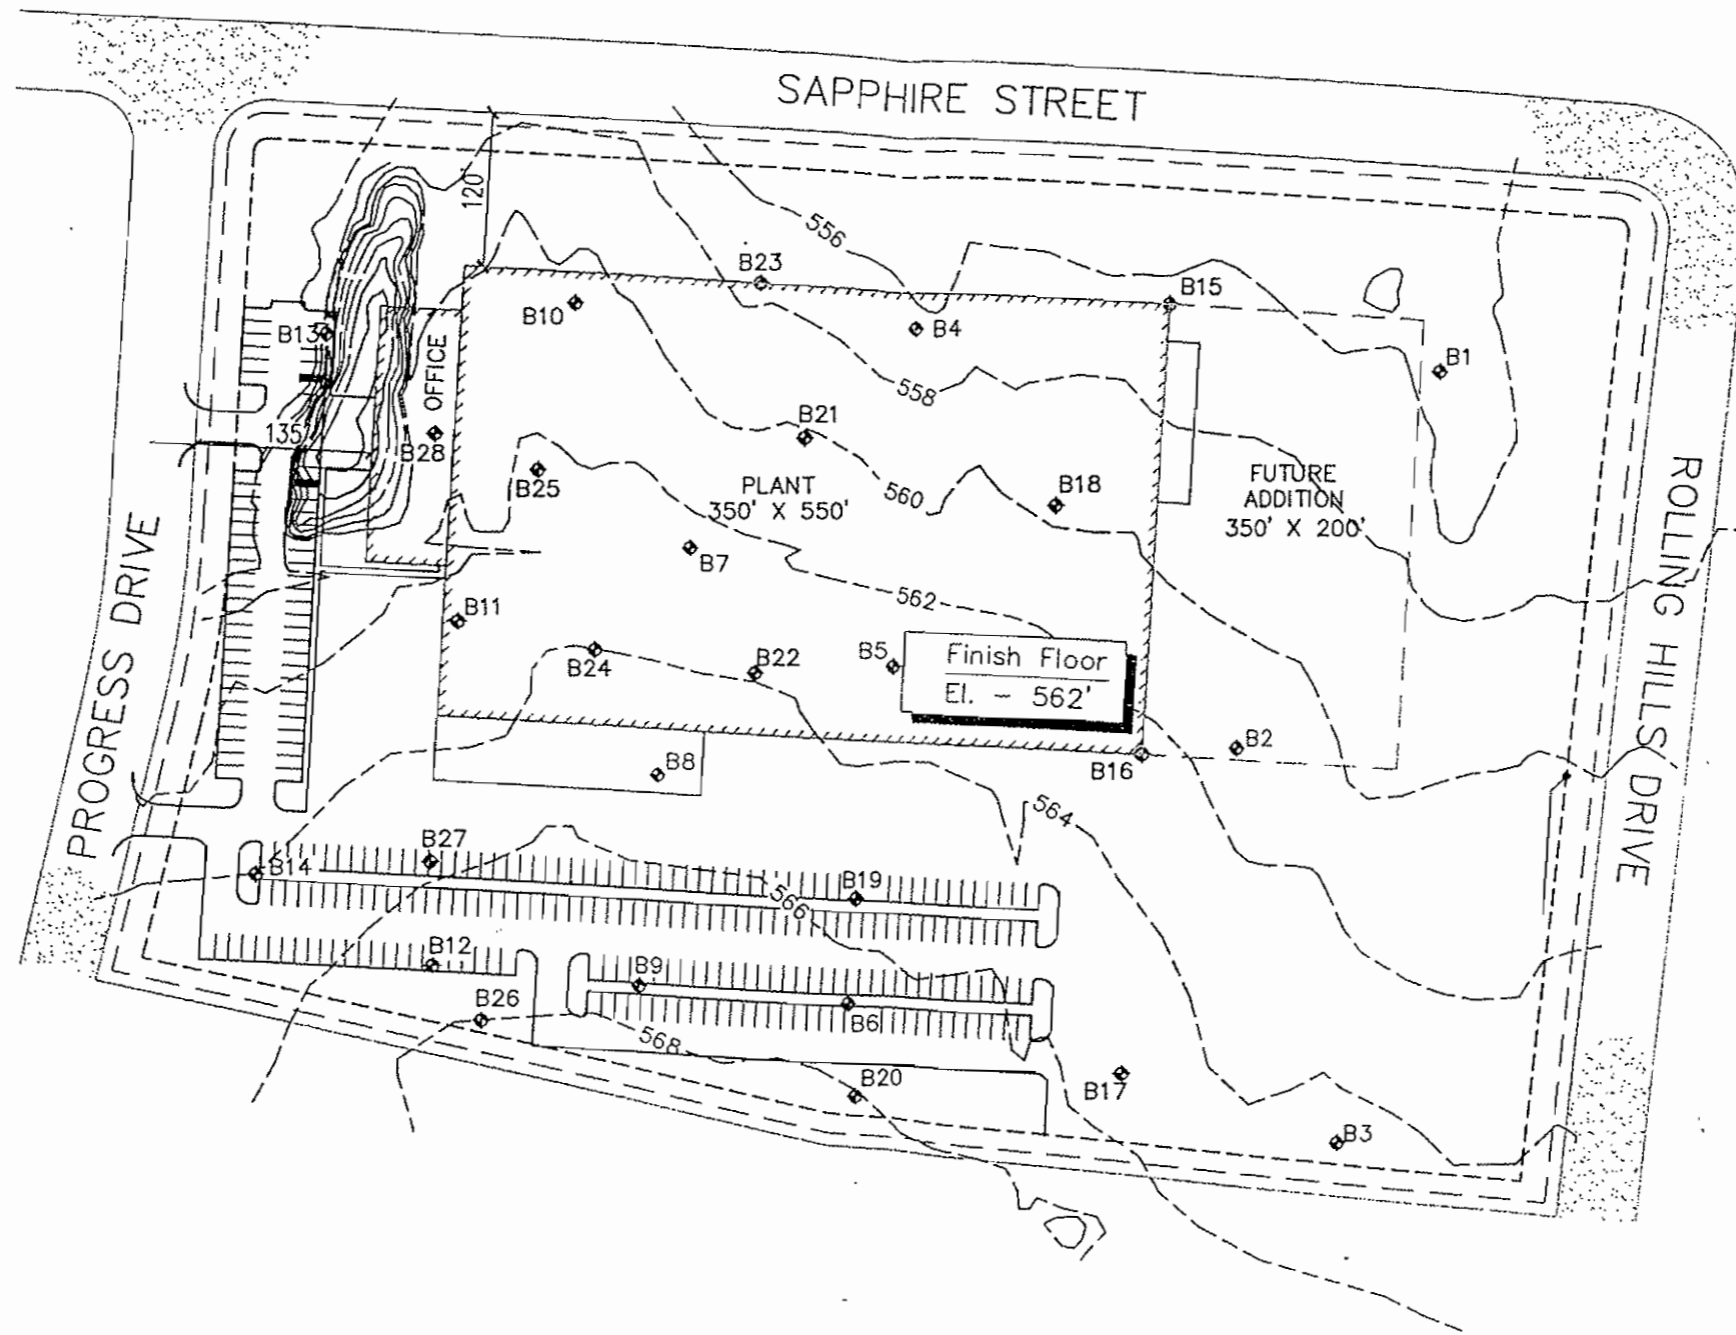 SAPPHIRE STREET
120'
556
B23
B15
B10
B4
B13
B1
OFFICE
558
B21
135'
B28
B25
PLANT
350' X 550'
560
B18
FUTURE
ADDITION
350' X 200'
ROLLING HILLS DRIVE
PROGRESS DRIVE
B7
562
B11
B24
B22
B5
Finish Floor
El. - 562'
B2
B16
B8
564
B27
B14
B19
566
B12
B9
B26
B6
568
B20
B17
B3